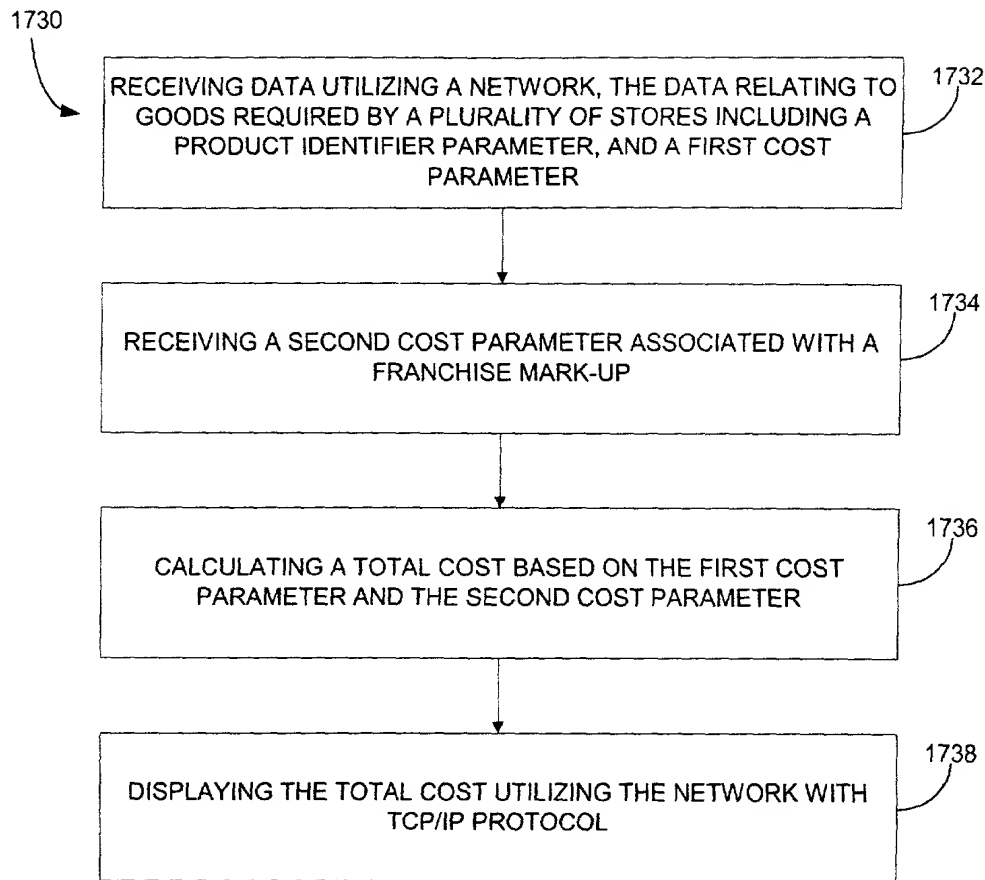 1730
RECEIVING DATA UTILIZING A NETWORK, THE DATA RELATING TO
GOODS REQUIRED BY A PLURALITY OF STORES INCLUDING A
PRODUCT IDENTIFIER PARAMETER, AND A FIRST COST
PARAMETER
1732
RECEIVING A SECOND COST PARAMETER ASSOCIATED WITH A
FRANCHISE MARK-UP
1734
CALCULATING A TOTAL COST BASED ON THE FIRST COST
PARAMETER AND THE SECOND COST PARAMETER
1736
DISPLAYING THE TOTAL COST UTILIZING THE NETWORK WITH
TCP/IP PROTOCOL
1738